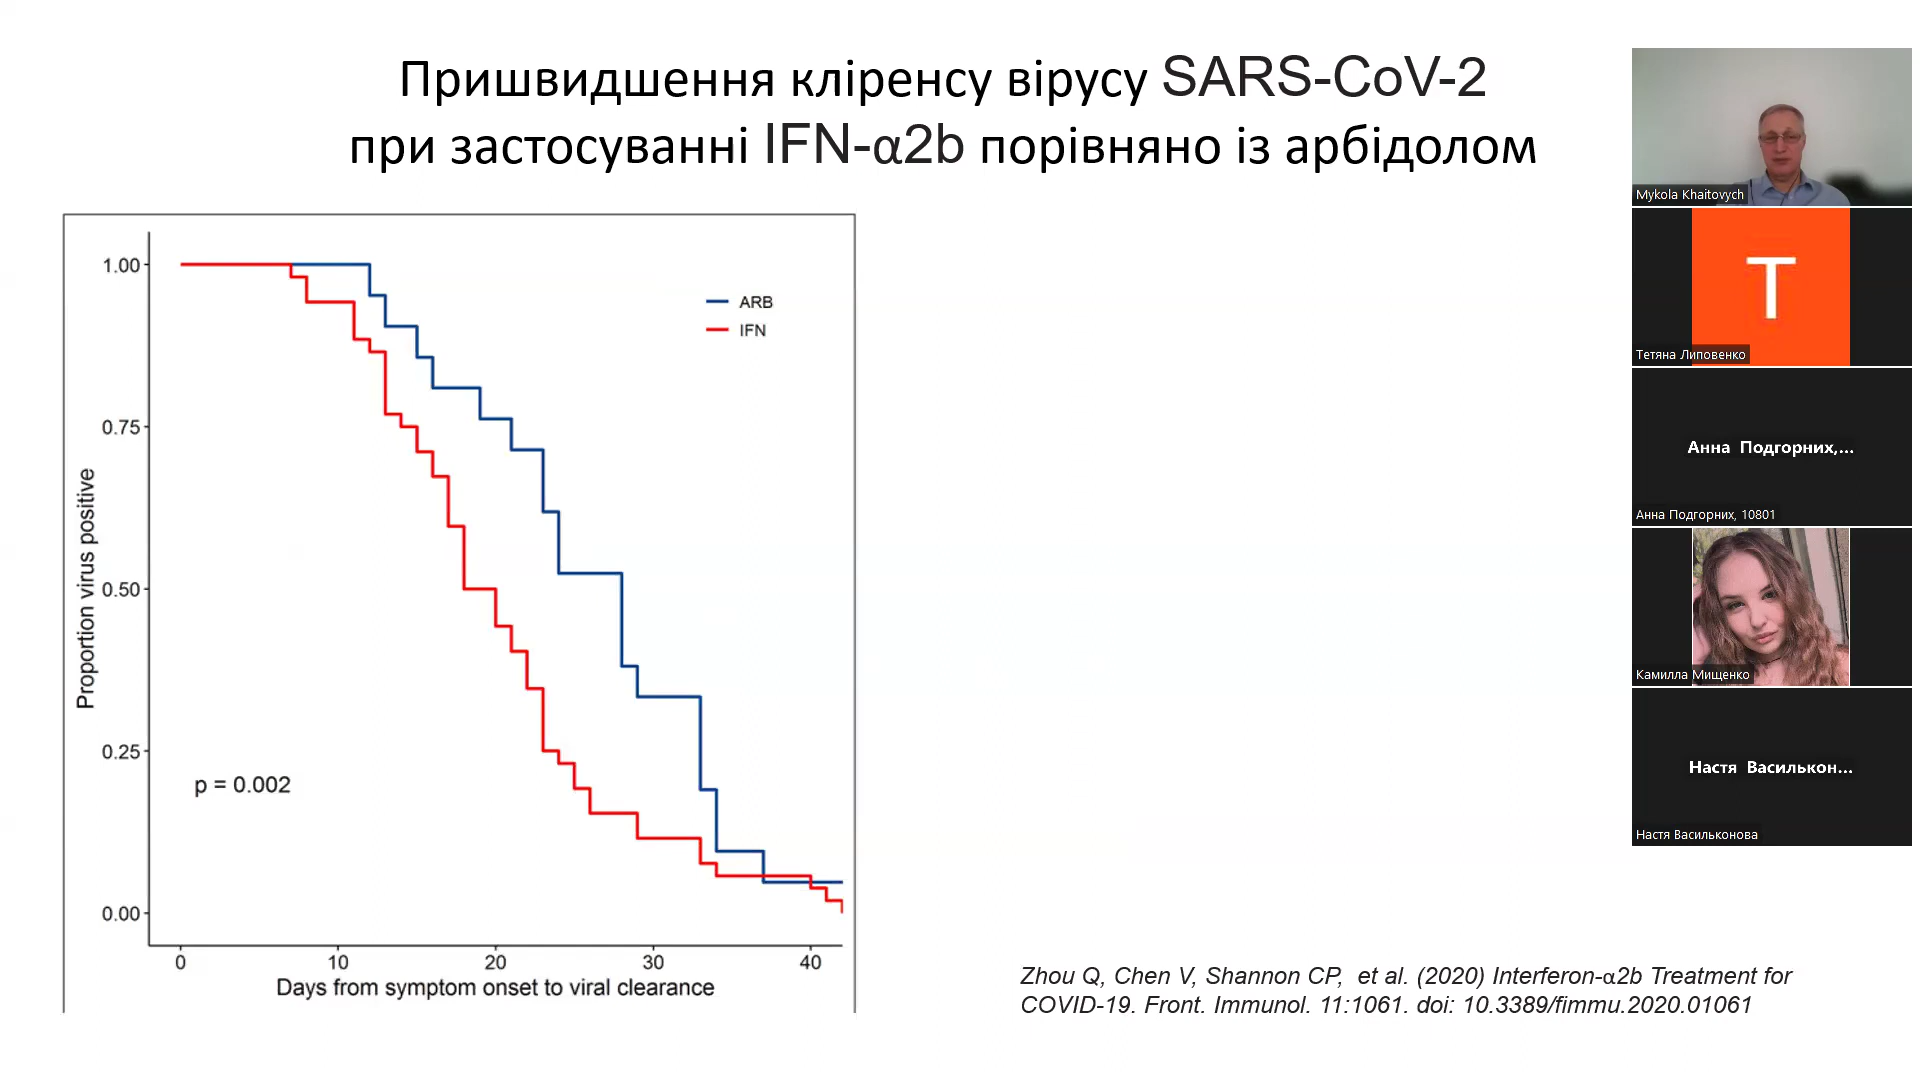 Пришвидшення кліренсу вірусу SARS-CoV-2
при застосуванні IFN-α2b порівняно із арбідолом
1.00
0.75
0.50
0.25
0.00
Proportion virus positive
ARB
IFN
p = 0.002
0 10 20 30 40
Days from symptom onset to viral clearance
Zhou Q, Chen V, Shannon CP, et al. (2020) Interferon-α2b Treatment for
COVID-19. Front. Immunol. 11:1061. doi: 10.3389/fimmu.2020.01061
Mykola Khaitovych
T
Тетяна Липовенко
Анна Подгорних,...
Анна Подгорних, 10801
Камилла Мищенко
Настя Василькон...
Настя Васильконова